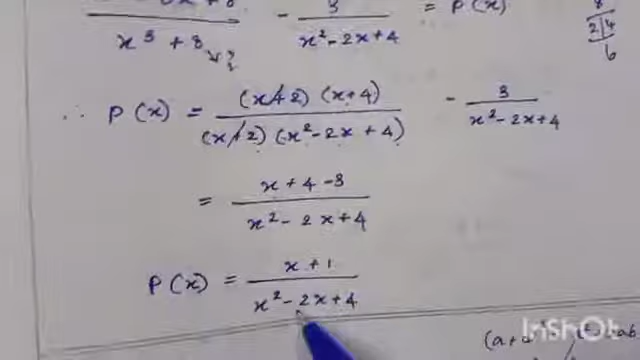 x³ + 8 - 3 / x² - 2x + 4 = P(x)
8
2 | 4
6
∴ P(x) = (x+2) (x+4) / (x+2) (x² - 2x + 4) - 3 / x² - 2x + 4
= x + 4 - 3 / x² - 2x + 4
P(x) = x + 1 / x² - 2x + 4
InShOt